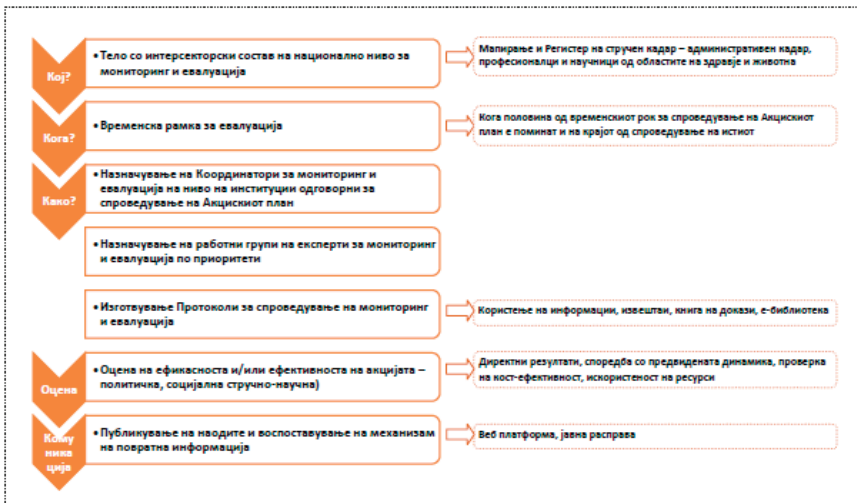 Кој?
• Тело со интерсекторски состав на национално ниво за
мониторинг и евалуација
Мапирање и Регистер на стручен кадар – административен кадар,
професионалци и научници од областите на здравје и животна
Кога?
• Временска рамка за евалуација
Кога половина од временскиот рок за спроведување на Акцискиот
план е поминат и на крајот од спроведување на истиот
Како?
• Назначување на Координатори за мониторинг и
евалуација на ниво на институции одговорни за
спроведување на Акцискиот план
• Назначување на работни групи на експерти за мониторинг
и евалуација по приоритети
• Изготвување Протоколи за спроведување на мониторинг
и евалуација
Користење на информации, извештаи, книга на докази, е-библиотека
Оцена
• Оцена на ефикасноста и/или ефективноста на акцијата –
политичка, социјална стручно-научна)
Директни резултати, споредба со предвидената динамика, проверка
на кост-ефективност, искористеност на ресурси
Кому
ника
ција
• Публикување на наодите и воспоставување на механизам
на повратна информација
Веб платформа, јавна расправа